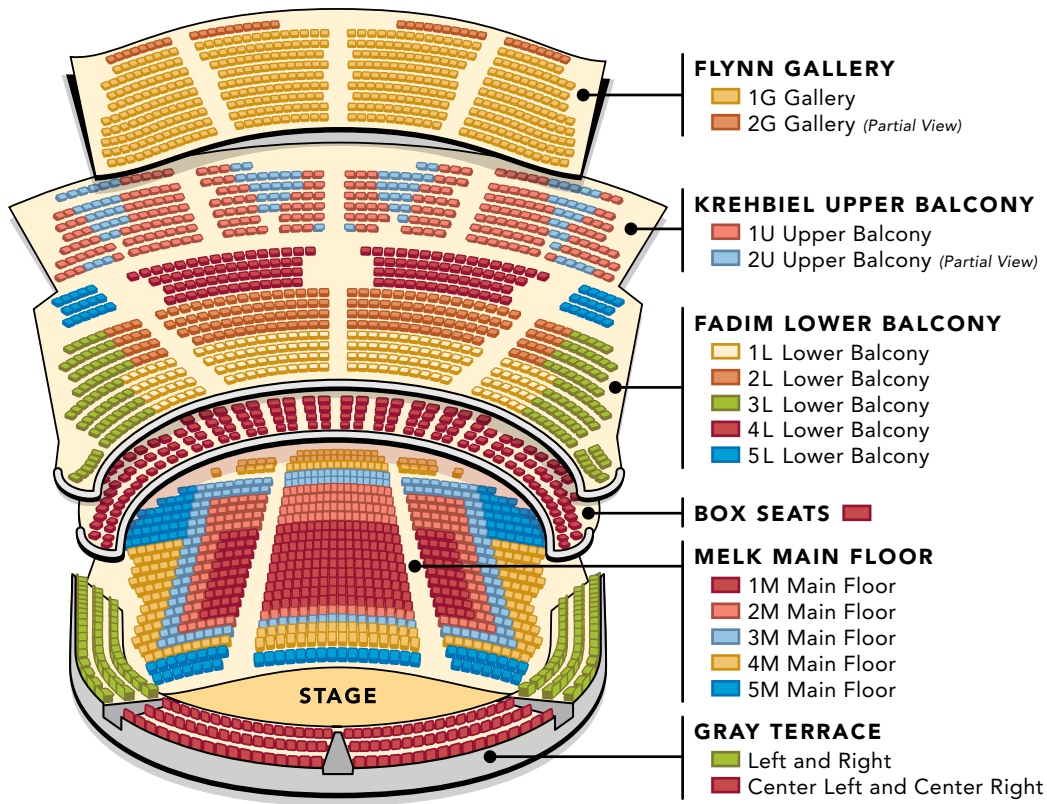 FLYNN GALLERY
1G Gallery
2G Gallery (Partial View)
KREHBIEL UPPER BALCONY
1U Upper Balcony
2U Upper Balcony (Partial View)
FADIM LOWER BALCONY
1L Lower Balcony
2L Lower Balcony
3L Lower Balcony
4L Lower Balcony
5L Lower Balcony
BOX SEATS
MELK MAIN FLOOR
1M Main Floor
2M Main Floor
3M Main Floor
4M Main Floor
5M Main Floor
STAGE
GRAY TERRACE
Left and Right
Center Left and Center Right